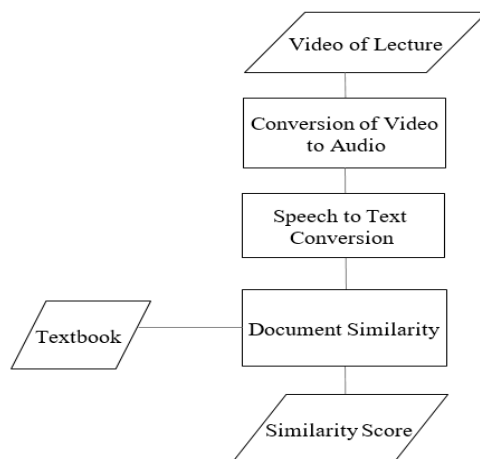 Video of Lecture
Conversion of Video
to Audio
Speech to Text
Conversion
Textbook
Document Similarity
Similarity Score